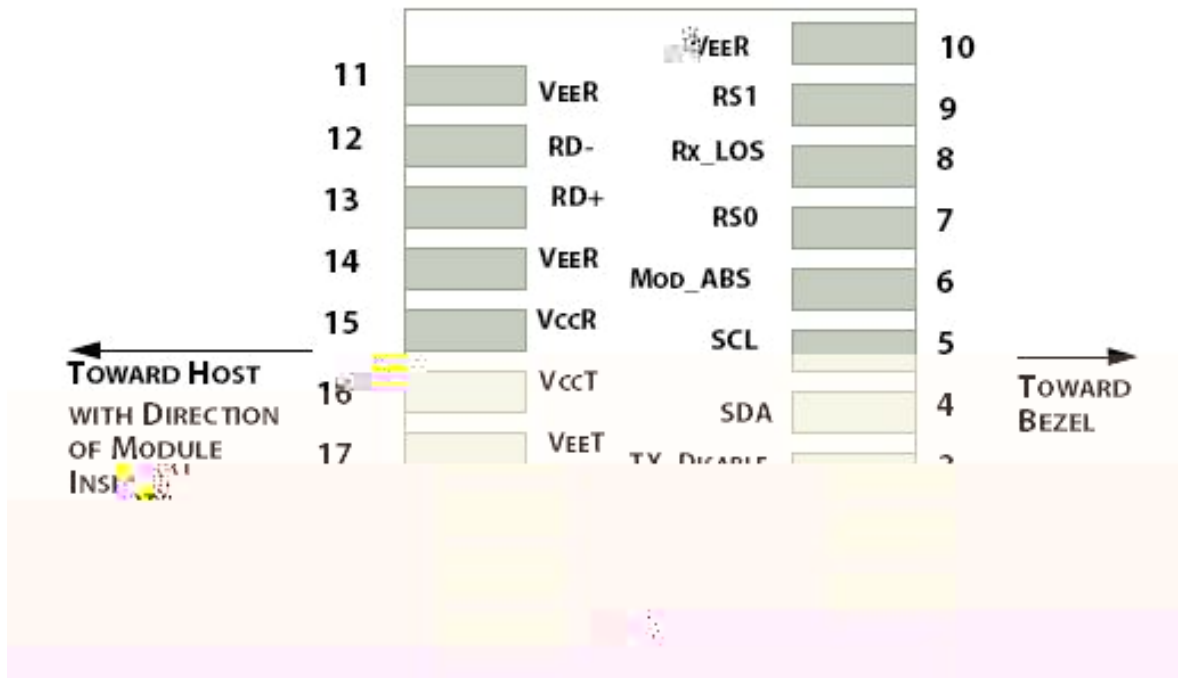 VEER 10
11 VEER
RS1 9
12 RD-
Rx_LOS 8
13 RD+
RS0 7
14 VEER
MOD_ABS 6
15 VCCR
SCL 5
TOWARD HOST
WITH DIRECTION
OF MODULE
16 VCCT
TOWARD
BEZEL
SDA 4
17 VEET